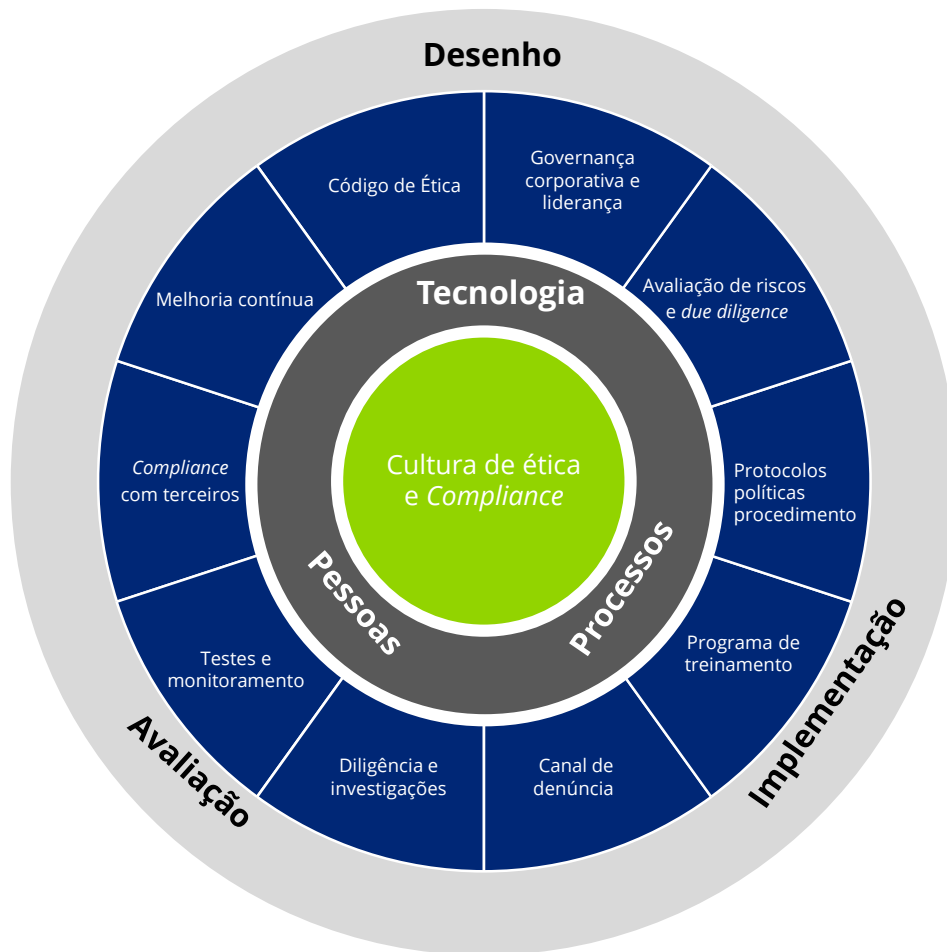 Desenho
Código de Ética
Governança
corporativa e
liderança
Avaliação de riscos
e due diligence
Protocolos
políticas
procedimento
Programa de
treinamento
Canal de
denúncia
Diligência e
investigações
Testes e
monitoramento
Compliance
com terceiros
Melhoria contínua
Tecnologia
Processos
Pessoas
Cultura de ética
e Compliance
Implementação
Avaliação